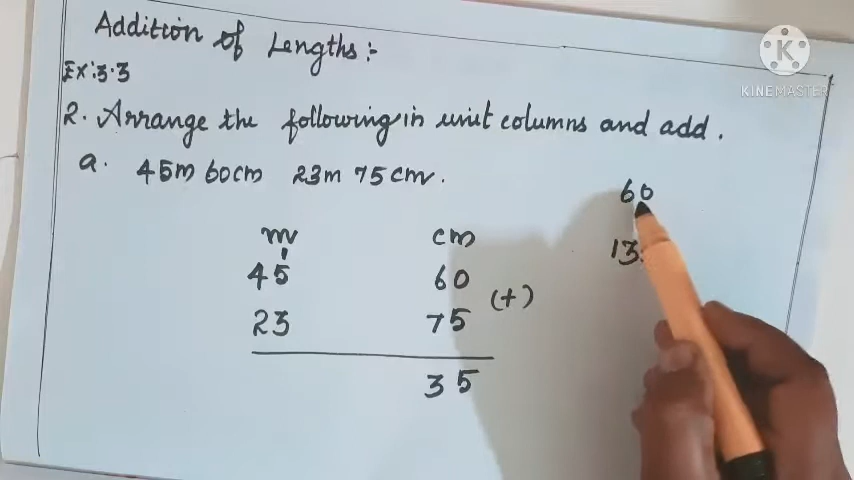 Addition of Lengths:-
Ex:3.3
2. Arrange the following in unit columns and add.
a. 45m 60cm 23m 75cm.
m cm
1
45 60
23 75 (+)
35
60
13
K
KINEMASTER